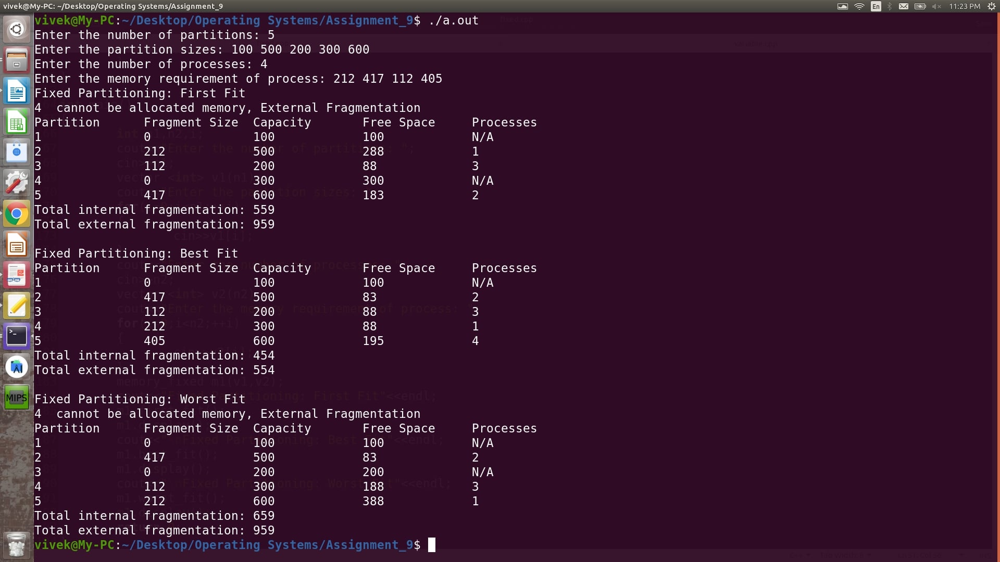 vivek@My-PC: ~/Desktop/Operating Systems/Assignment_9
En 11:23 PM
vivek@My-PC:~/Desktop/Operating Systems/Assignment_9$ ./a.out
Enter the number of partitions: 5
Enter the partition sizes: 100 500 200 300 600
Enter the number of processes: 4
Enter the memory requirement of process: 212 417 112 405
Fixed Partitioning: First Fit
4  cannot be allocated memory, External Fragmentation
Partition Fragment Size Capacity Free Space Processes
1 0 100 100 N/A
2 212 500 288 1
3 112 200 88 3
4 0 300 300 N/A
5 417 600 183 2
Total internal fragmentation: 559
Total external fragmentation: 959
Fixed Partitioning: Best Fit
Partition Fragment Size Capacity Free Space Processes
1 0 100 100 N/A
2 417 500 83 2
3 112 200 88 3
4 212 300 88 1
5 405 600 195 4
Total internal fragmentation: 454
Total external fragmentation: 554
Fixed Partitioning: Worst Fit
4  cannot be allocated memory, External Fragmentation
Partition Fragment Size Capacity Free Space Processes
1 0 100 100 N/A
2 417 500 83 2
3 0 200 200 N/A
4 112 300 188 3
5 212 600 388 1
Total internal fragmentation: 659
Total external fragmentation: 959
vivek@My-PC:~/Desktop/Operating Systems/Assignment_9$
MIPS